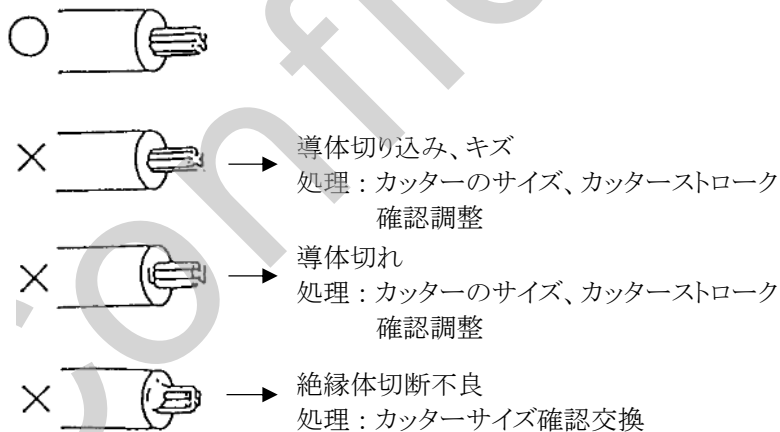 ○
×
導体切り込み、キズ
処理：カッターのサイズ、カッターストローク
確認調整
×
導体切れ
処理：カッターのサイズ、カッターストローク
確認調整
×
絶縁体切断不良
処理：カッターサイズ確認交換